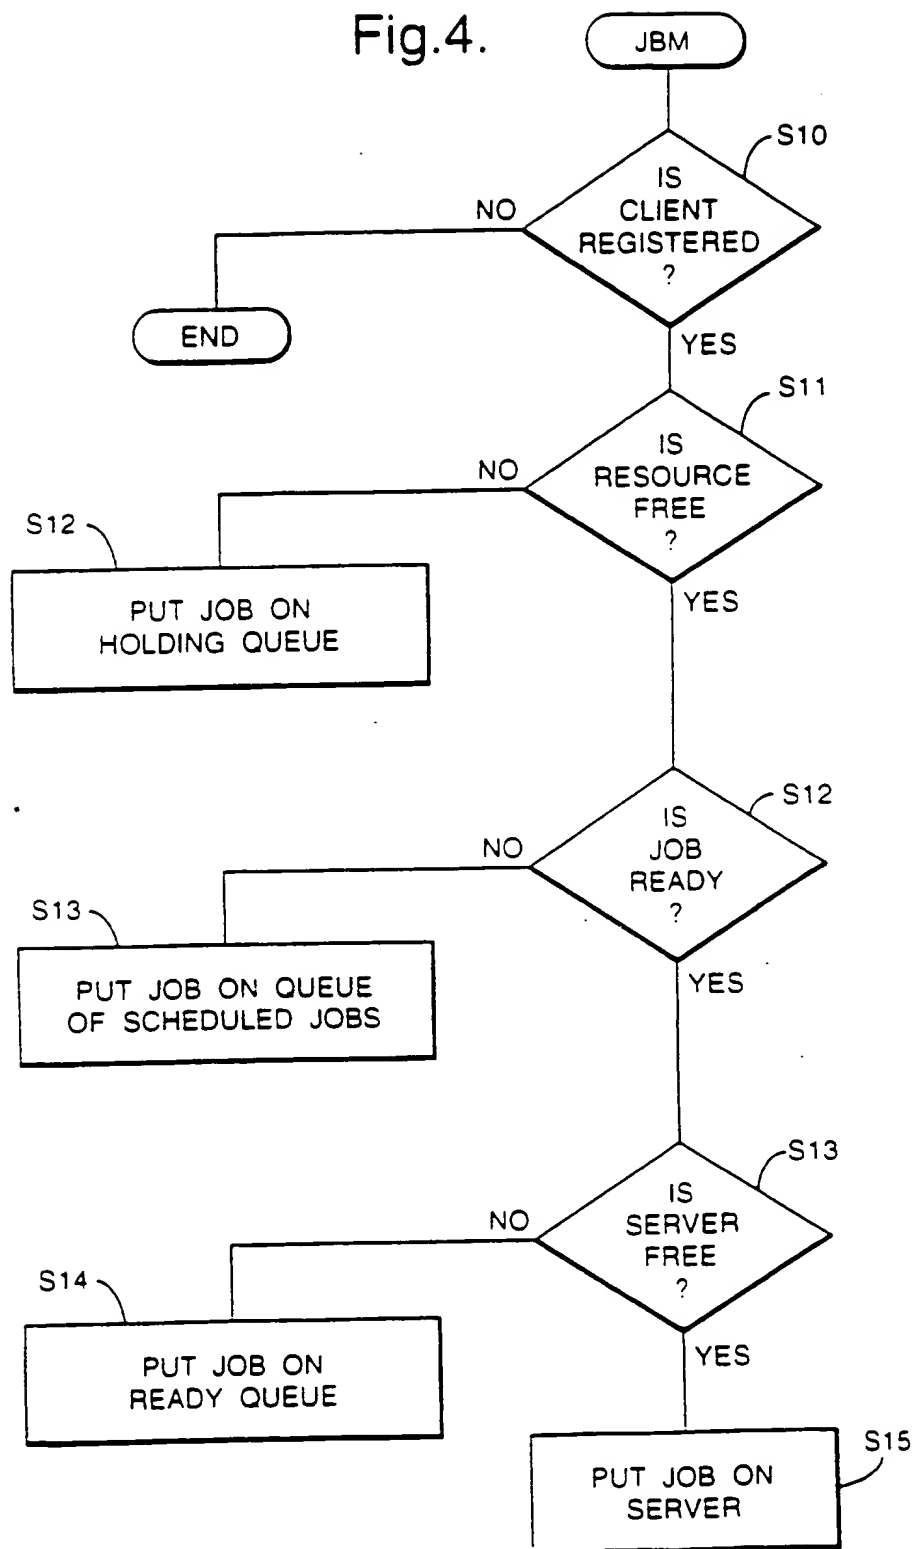 Fig.4.
JBM
S10
IS
CLIENT
REGISTERED
?
NO
END
YES
S11
IS
RESOURCE
FREE
?
NO
S12
PUT JOB ON
HOLDING QUEUE
YES
S12
IS
JOB
READY
?
NO
S13
PUT JOB ON QUEUE
OF SCHEDULED JOBS
YES
S13
IS
SERVER
FREE
?
NO
S14
PUT JOB ON
READY QUEUE
YES
S15
PUT JOB ON
SERVER